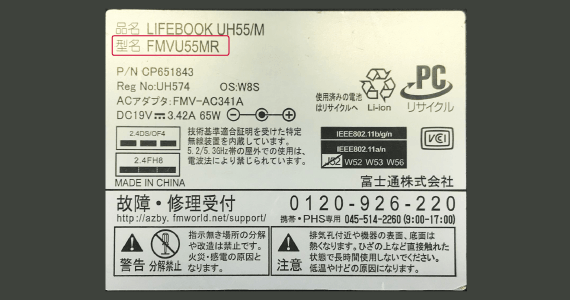 品名 LIFEBOOK UH55/M
型名 FMVU55MR
P/N CP651843
Reg No:UH574 OS:W8S
ACアダプタ:FMV-AC341A
DC19V 3.42A 65W
使用済みの電池はリサイクルへ
Li-ion
PC
リサイクル
2.4DS/OF4
2.4FH8
技術基準適合証明を受けた特定
無線装置を内蔵しています。
5.2/5.3GHz帯の屋外での使用は、
電波法により禁じられています。
IEEE802.11b/g/n
IEEE802.11a/n
J52 W52 W53 W56
VCCI
MADE IN CHINA
富士通株式会社
故障・修理受付 0120-926-220
http://azby.fmworld.net/support/ 携帯・PHS専用 045-514-2260(9:00-17:00)
警告
分解禁止
指示無き場所の分解
や改造は禁止です。
火災・感電の原因と
なります。
注意
排気孔付近や機器の表面、底面は
熱くなります。ひざの上など直接触れた
状態で長時間使用しないでください。
低温やけどの原因になります。